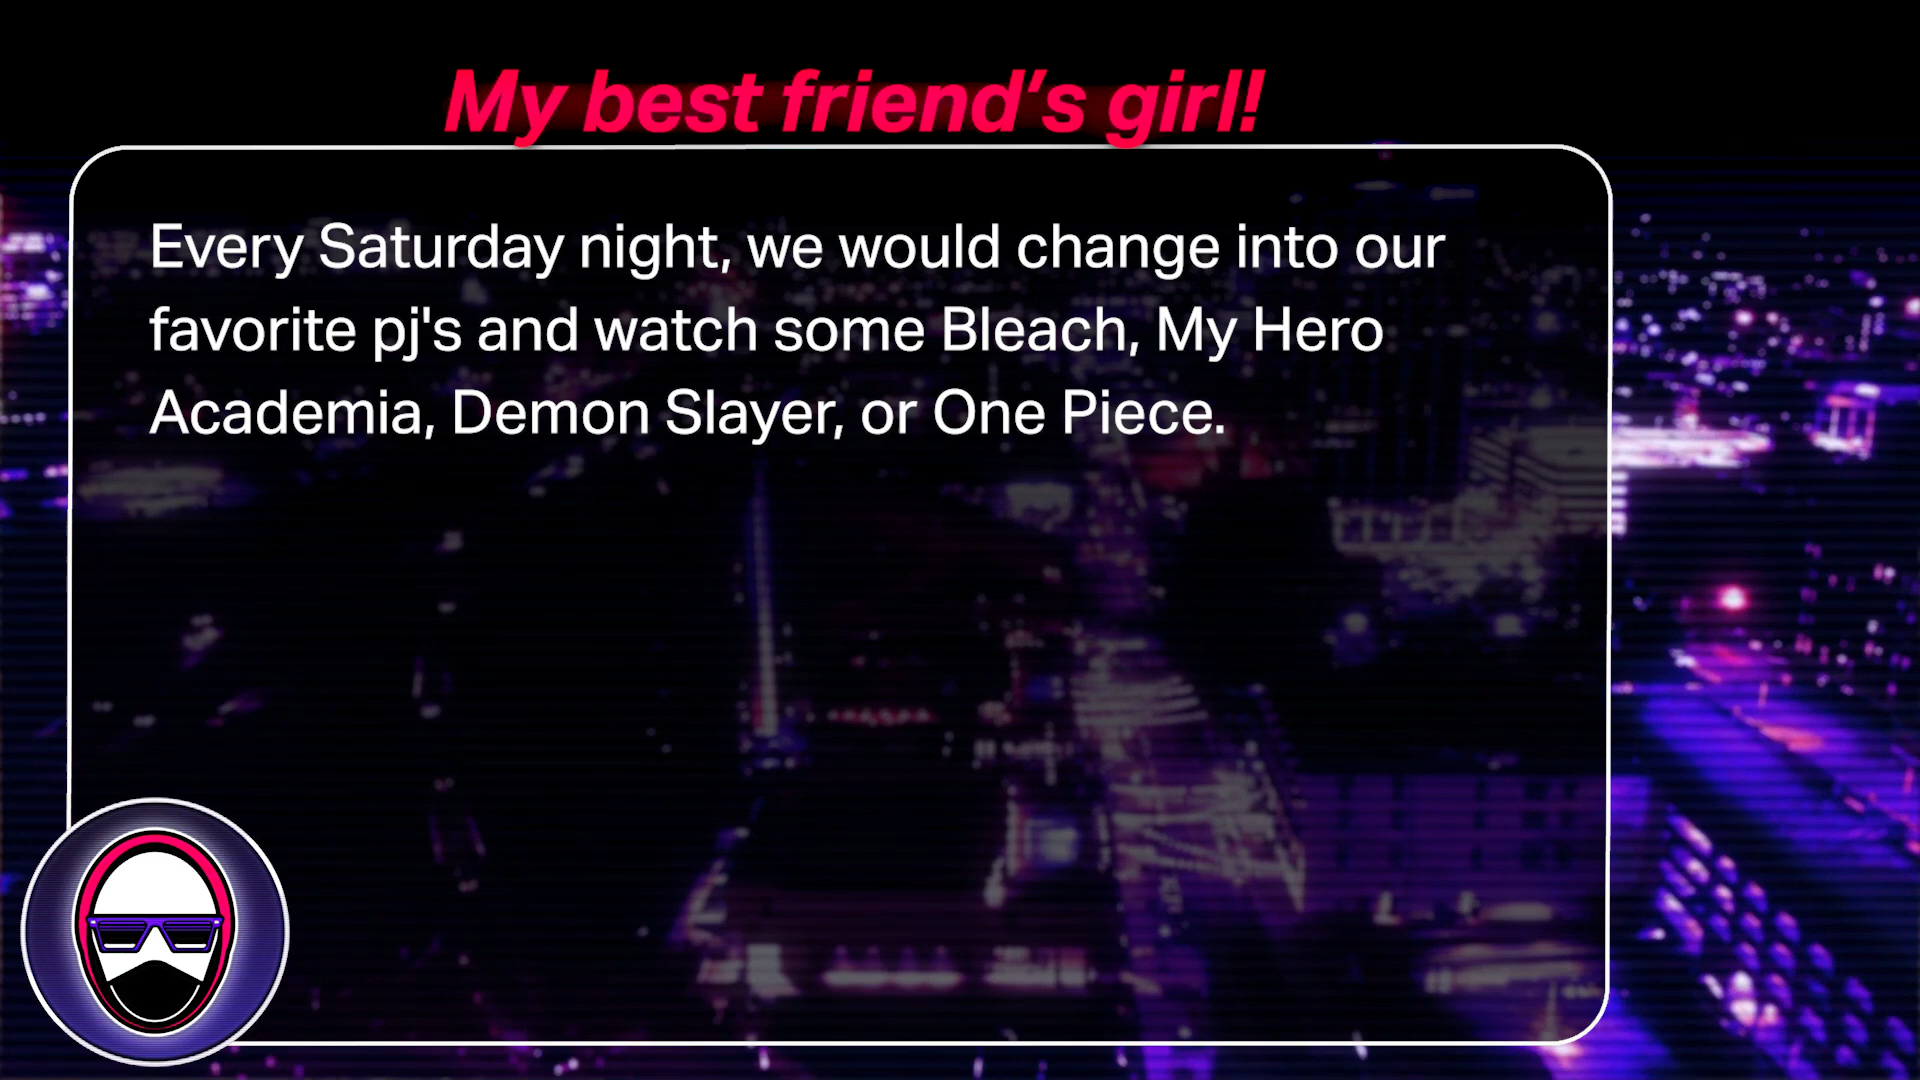 My best friend’s girl!
Every Saturday night, we would change into our
favorite pj's and watch some Bleach, My Hero
Academia, Demon Slayer, or One Piece.